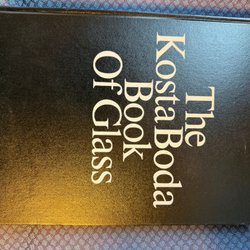 The
Kosta Boda
Book
Of Glass